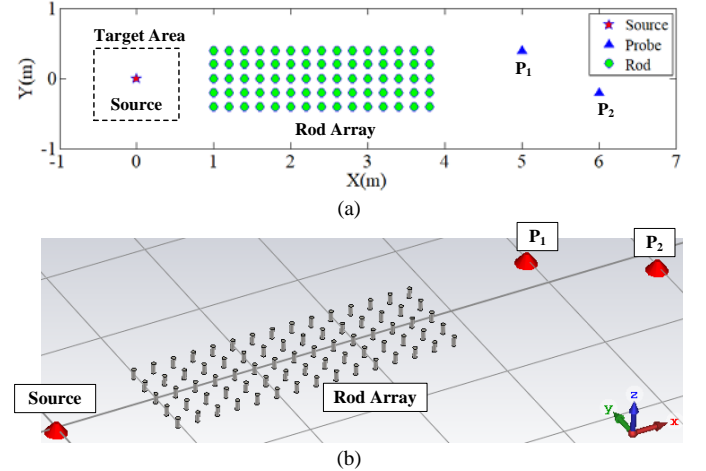 1
0
-1
Y(m)
Target Area
Source
Rod Array
P1
P2
Source
Probe
Rod
-1 0 1 2 3 4 5 6 7
X(m)
(a)
P1
P2
Source
Rod Array
y z x
(b)